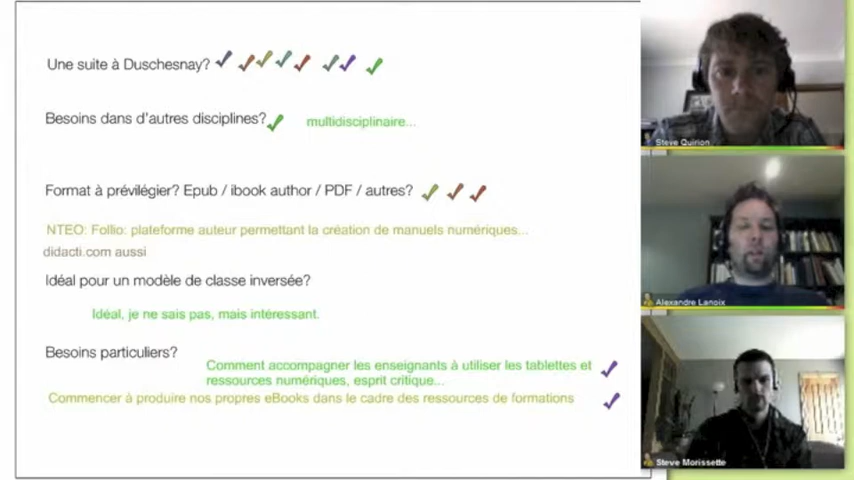 Une suite à Duschesnay?
Besoins dans d'autres disciplines?
multidisciplinaire...
Format à prévilégier? Epub / ibook author / PDF / autres?
NTEO: Follio: plateforme auteur permettant la création de manuels numériques...
didacti.com aussi
Idéal pour un modèle de classe inversée?
Idéal, je ne sais pas, mais intéressant.
Besoins particuliers?
Comment accompagner les enseignants à utiliser les tablettes et
ressources numériques, esprit critique...
Commencer à produire nos propres eBooks dans le cadre des ressources de formations
Steve Quirion
Alexandre Lanoix
Steve Morissette